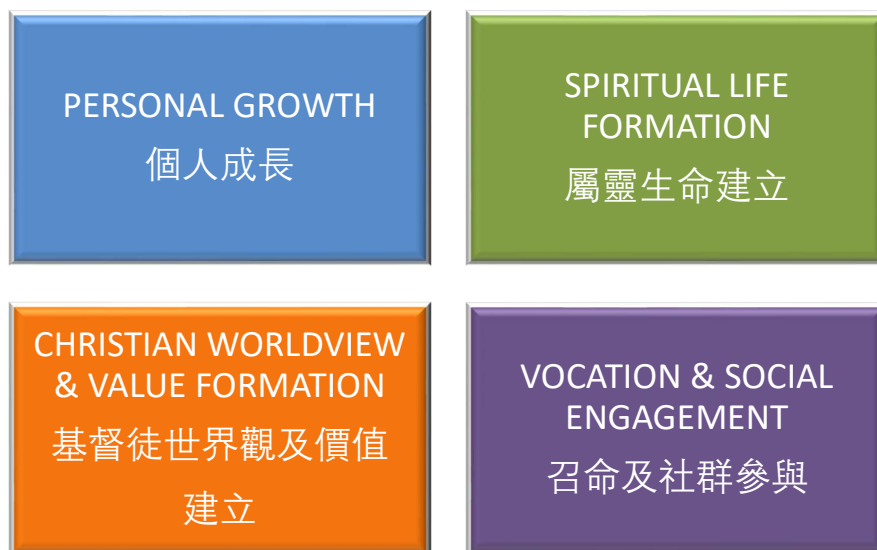 PERSONAL GROWTH
個人成長
SPIRITUAL LIFE
FORMATION
屬靈生命建立
CHRISTIAN WORLDVIEW
& VALUE FORMATION
基督徒世界觀及價值
建立
VOCATION & SOCIAL
ENGAGEMENT
召命及社群參與